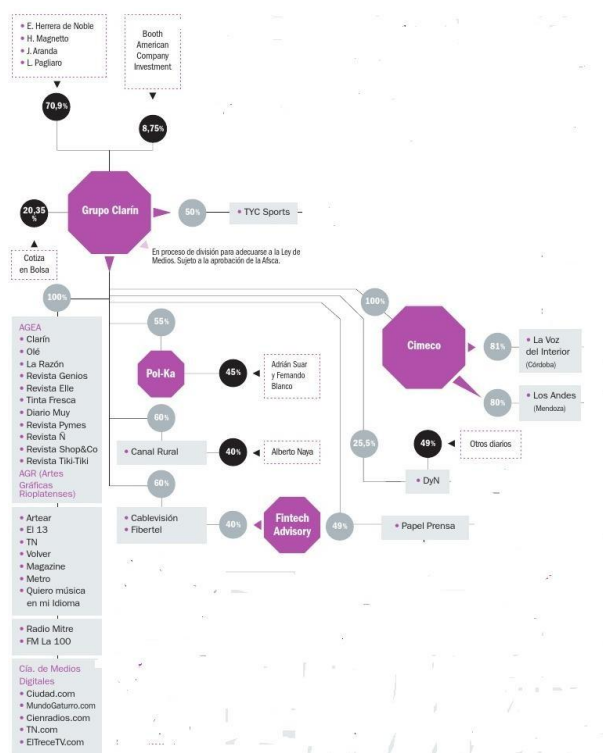 • E. Herrera de Noble
• H. Magnetto
• J. Aranda
• L. Pagliaro
Booth
American
Company
Investment
70,9%
8,75%
20,35
%
Grupo Clarín
50%
• TYC Sports
Cotiza
en Bolsa
En proceso de división para adecuarse a la Ley de
Medios. Sujeto a la aprobación de la Afsca.
100%
AGEA
• Clarín
• Olé
• La Razón
• Revista Genios
• Revista Elle
• Tinta Fresca
• Diario Muy
• Revista Pymes
• Revista Ñ
• Revista Shop&Co
• Revista Tiki-Tiki
AGR (Artes
Gráficas
Rioplatenses)
• Artear
• El 13
• TN
• Volver
• Magazine
• Metro
• Quiero música
en mi Idioma
• Radio Mitre
• FM La 100
Cía. de Medios
Digitales
• Ciudad.com
• MundoGaturro.com
• Cienradios.com
• TN.com
• ElTreceTV.com
55%
Pol-Ka
45%
Adrián Suar
y Fernando
Blanco
60%
• Canal Rural
40%
Alberto Naya
60%
• Cablevisión
• Fibertel
40%
Fintech
Advisory
49%
• Papel Prensa
25,5%
49%
Otros diarios
• DyN
100%
Cimeco
81%
• La Voz
del Interior
(Córdoba)
80%
• Los Andes
(Mendoza)